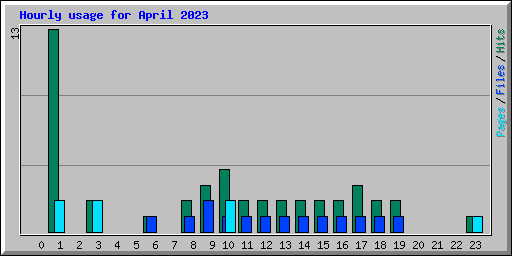 Hourly usage for April 2023
13
Pages/Files/Hits
0 1 2 3 4 5 6 7 8 9 10 11 12 13 14 15 16 17 18 19 20 21 22 23